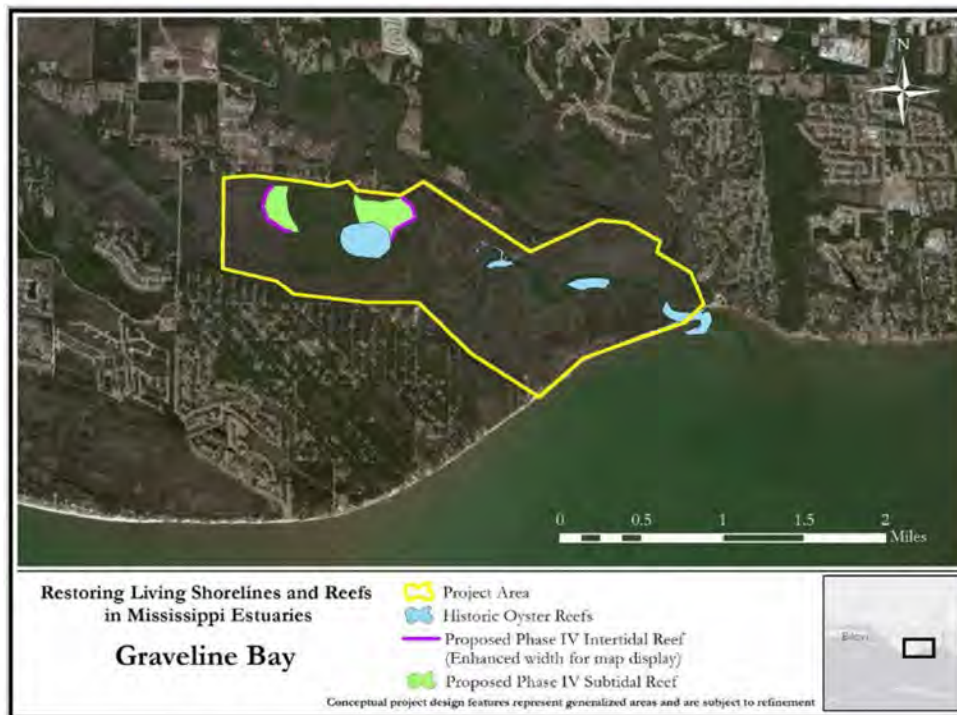 N
0 0.5 1 1.5 2
Miles
Restoring Living Shorelines and Reefs
in Mississippi Estuaries
Graveline Bay
Project Area
Historic Oyster Reefs
Proposed Phase IV Intertidal Reef
(Enhanced width for map display)
Proposed Phase IV Subtidal Reef
Conceptual project design features represent generalized areas and are subject to refinement
Biloxi